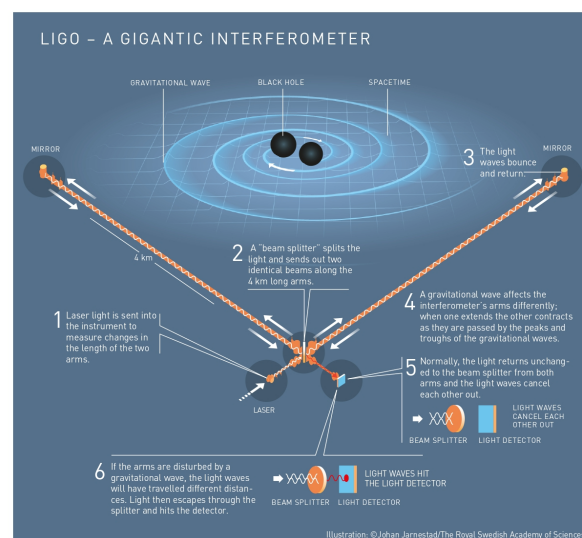 LIGO – A GIGANTIC INTERFEROMETER
GRAVITATIONAL WAVE
BLACK HOLE
SPACETIME
MIRROR
3 The light
waves bounce
and return.
MIRROR
4 km
2 A "beam splitter" splits
the light and sends out two
identical beams along the
4 km long arms.
1 Laser light is sent into
the instrument to
measure changes in
the length of the two
arms.
4 A gravitational wave affects the
interferometer's arms differently;
when one extends the other contracts
as they are passed by the peaks and
troughs of the gravitational waves.
LASER
5 Normally, the light returns unchang-
ed to the beam splitter from both
arms and the light waves cancel
each other out.
LIGHT WAVES
CANCEL EACH
OTHER OUT
BEAM SPLITTER
LIGHT DETECTOR
6 If the arms are disturbed by a
gravitational wave, the light waves
will have travelled different distan-
ces. Light then escapes through the
splitter and hits the detector.
LIGHT WAVES HIT
THE LIGHT DETECTOR
BEAM SPLITTER
LIGHT DETECTOR
Illustration: ©Johan Jarnestad/The Royal Swedish Academy of Science